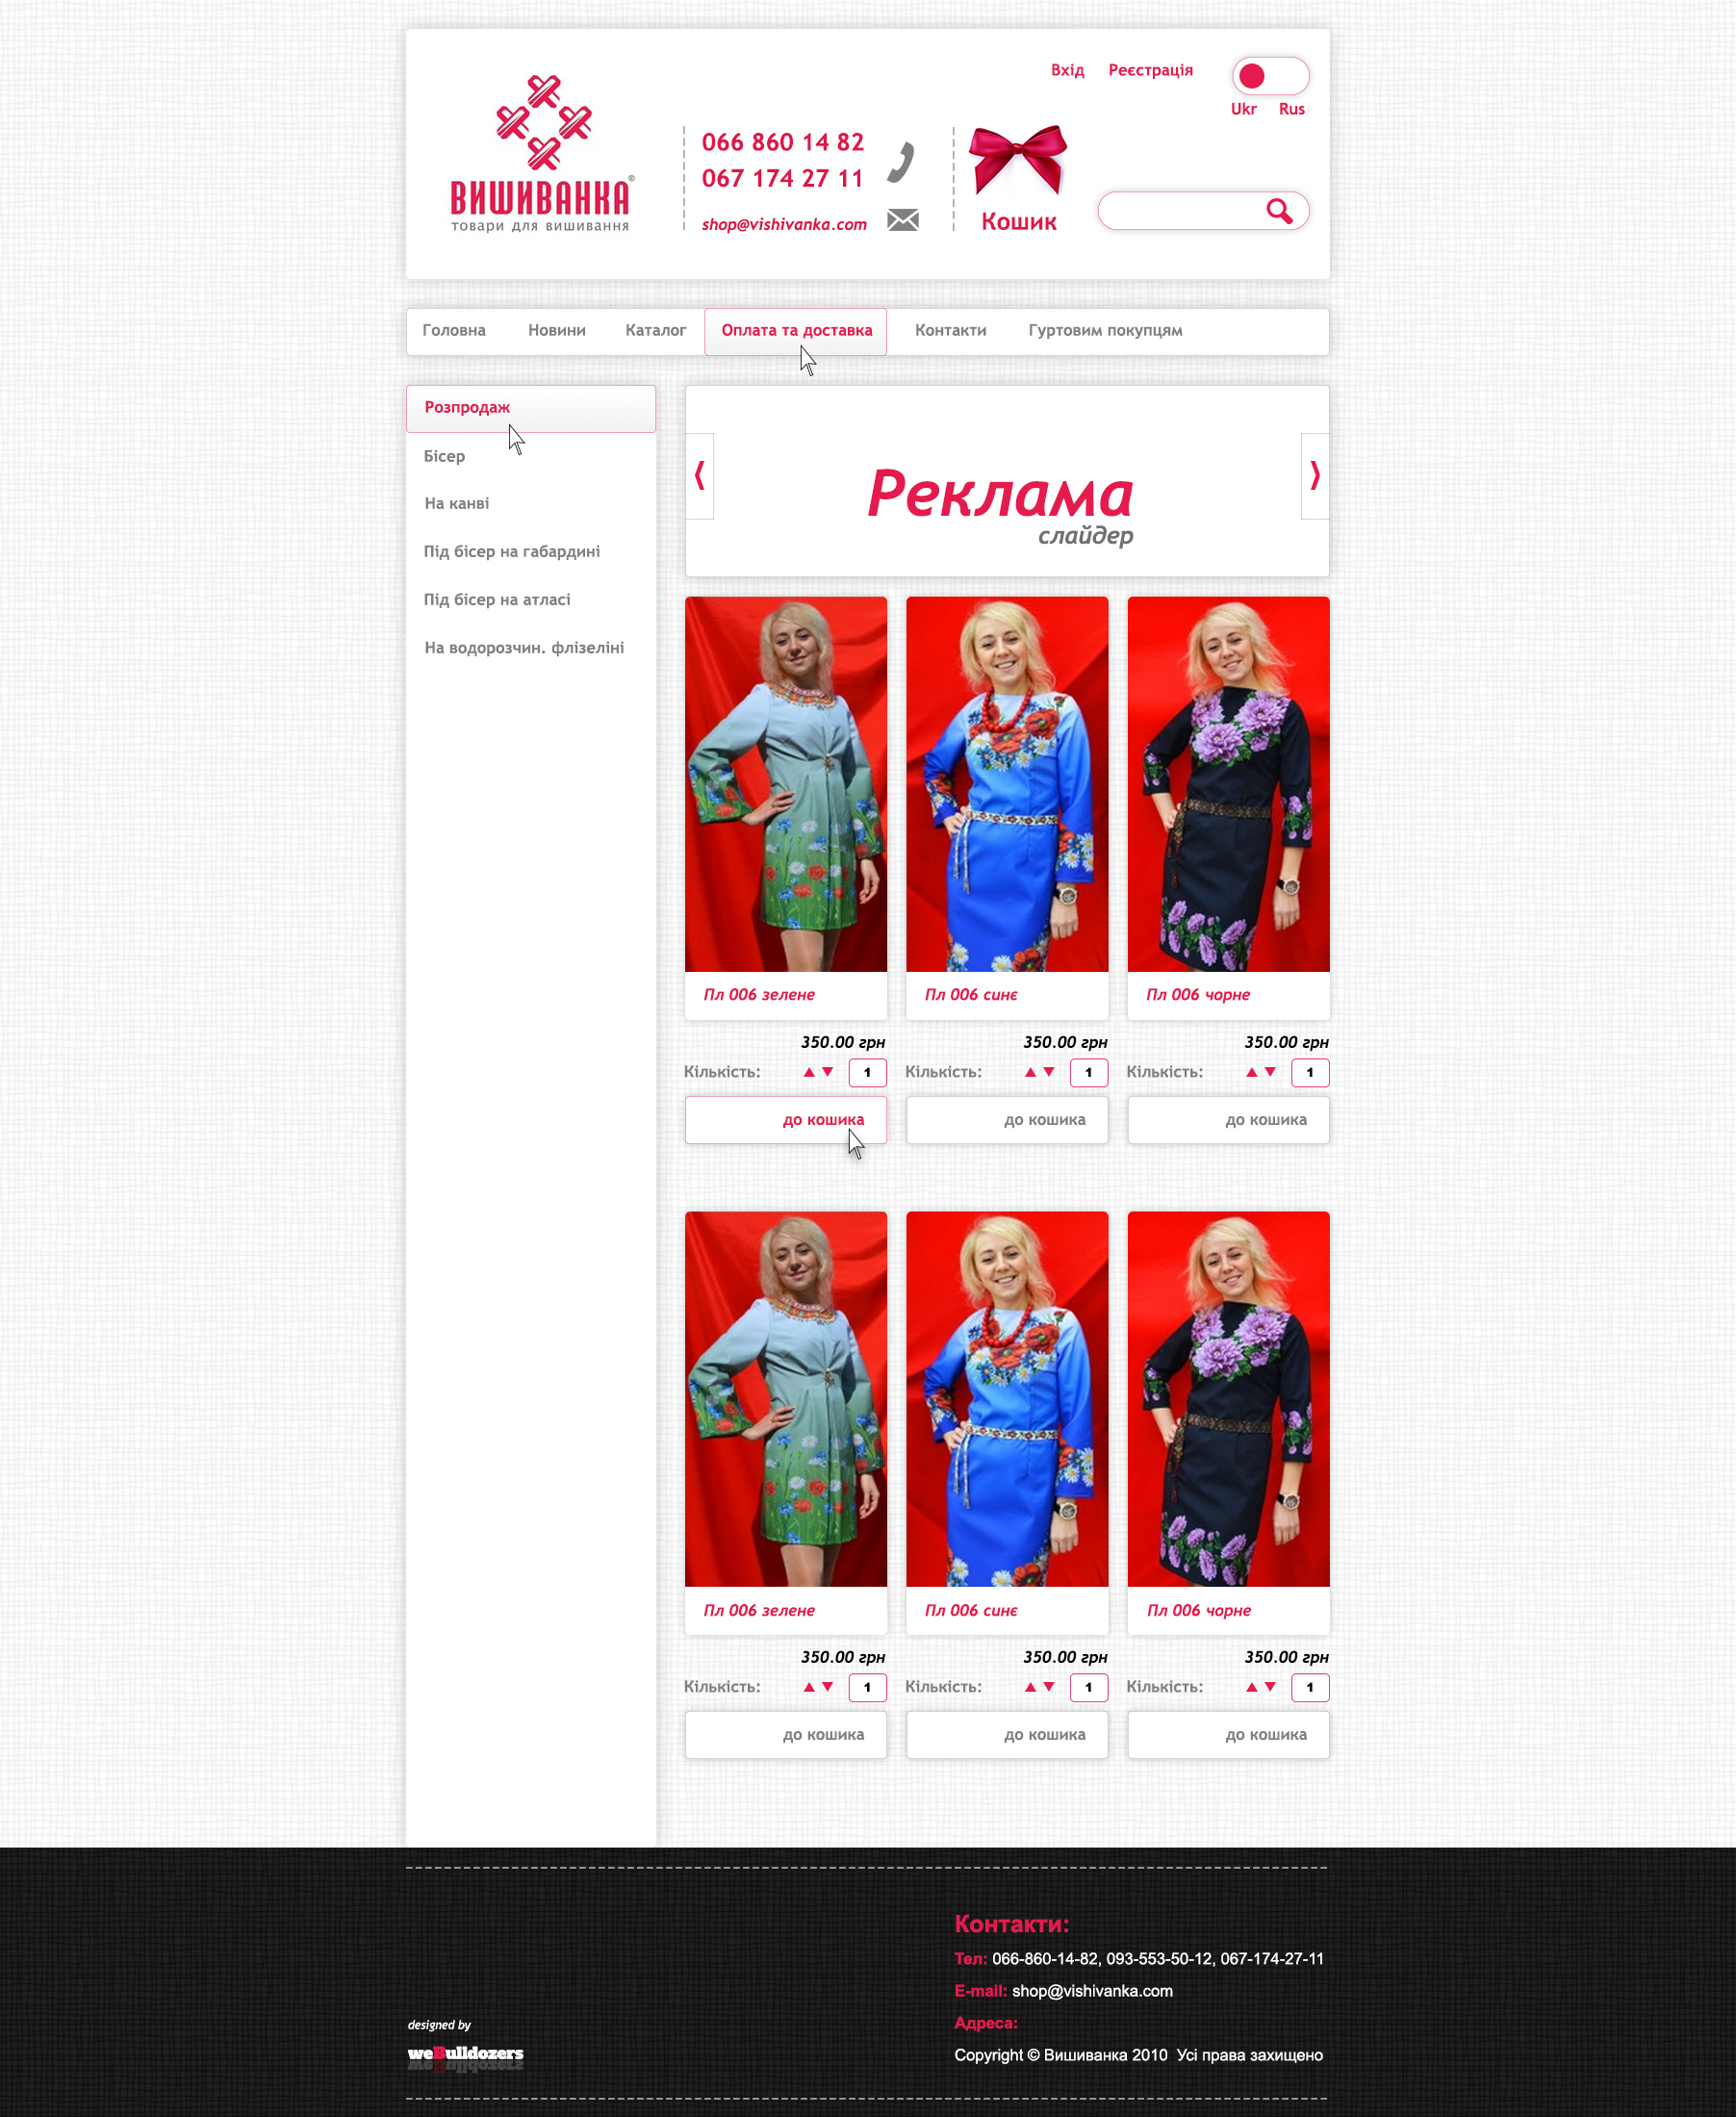 Вхід Реєстрація
Ukr Rus
ВИШИВАНКА®
товари для вишивання
066 860 14 82
067 174 27 11
shop@vishivanka.com
Кошик
Головна Новини Каталог Оплата та доставка Контакти Гуртовим покупцям
Розпродаж
Бісер
На канві
Під бісер на габардині
Під бісер на атласі
На водорозчин. флізеліні
Реклама
слайдер
Пл 006 зелене Пл 006 синє Пл 006 чорне
350.00 грн 350.00 грн 350.00 грн
Кількість: 1 Кількість: 1 Кількість: 1
до кошика до кошика до кошика
Пл 006 зелене Пл 006 синє Пл 006 чорне
350.00 грн 350.00 грн 350.00 грн
Кількість: 1 Кількість: 1 Кількість: 1
до кошика до кошика до кошика
Контакти:
Тел: 066-860-14-82, 093-553-50-12, 067-174-27-11
E-mail: shop@vishivanka.com
Адреса:
Copyright © Вишиванка 2010 Усі права захищено
designed by
weBulldozers